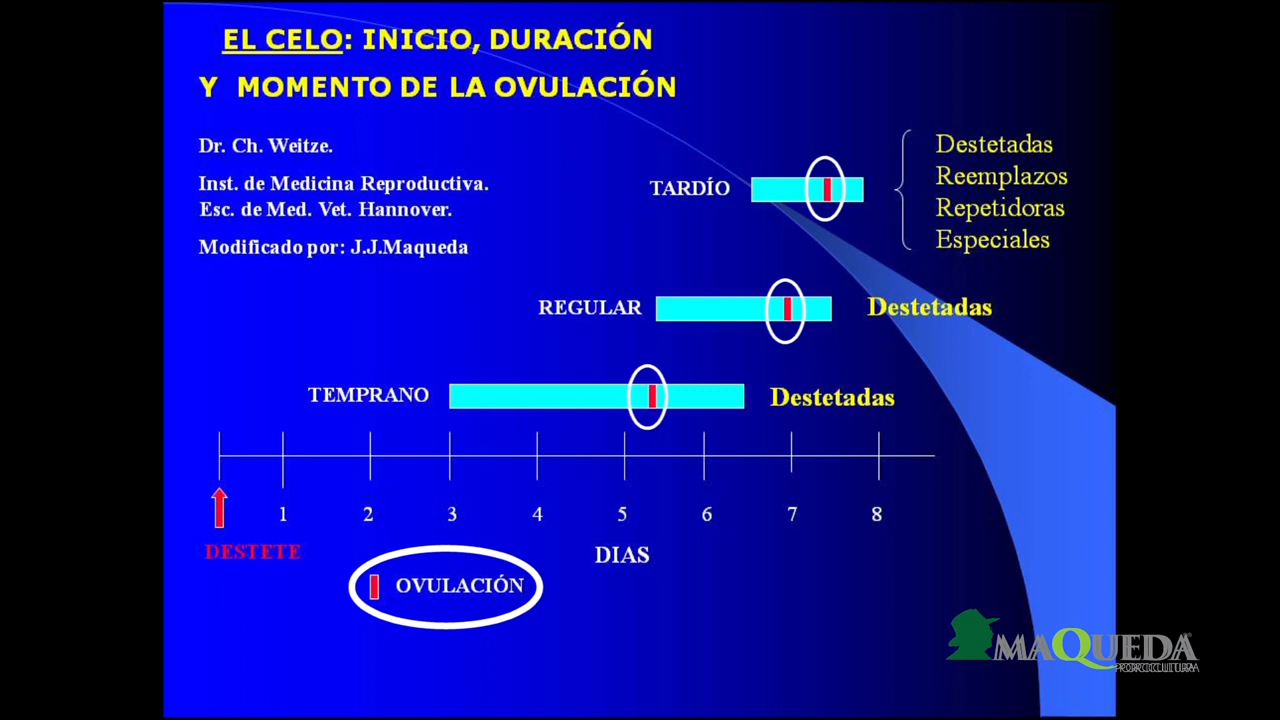 EL CELO: INICIO, DURACIÓN
Y MOMENTO DE LA OVULACIÓN
Dr. Ch. Weitze.
Inst. de Medicina Reproductiva.
Esc. de Med. Vet. Hannover.
Modificado por: J.J.Maqueda
TARDÍO
Destetadas
Reemplazos
Repetidoras
Especiales
REGULAR
Destetadas
TEMPRANO
Destetadas
1 2 3 4 5 6 7 8
DESTETE
DIAS
OVULACIÓN
MAQUEDA